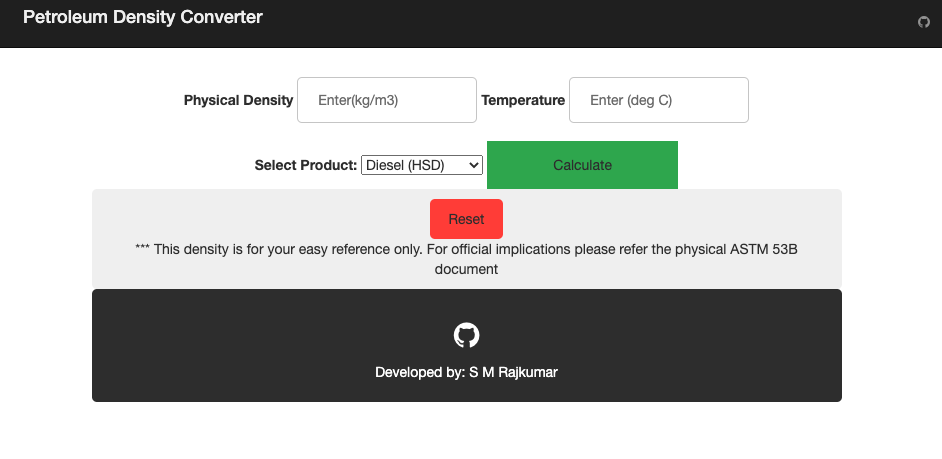 Petroleum Density Converter
Physical Density Enter(kg/m3) Temperature Enter (deg C)
Select Product: Diesel (HSD) Calculate
Reset
*** This density is for your easy reference only. For official implications please refer the physical ASTM 53B
document
Developed by: S M Rajkumar